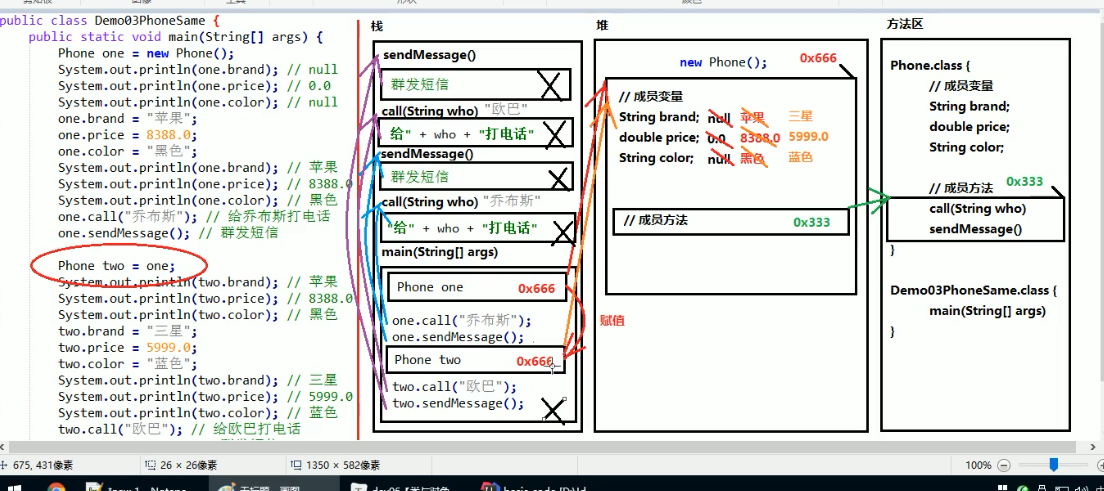 public class Demo03PhoneSame {
public static void main(String[] args) {
Phone one = new Phone();
System.out.println(one.brand); // null
System.out.println(one.price); // 0.0
System.out.println(one.color); // null
one.brand = "苹果";
one.price = 8388.0;
one.color = "黑色";
System.out.println(one.brand); // 苹果
System.out.println(one.price); // 8388.0
System.out.println(one.color); // 黑色
one.call("乔布斯"); // 给乔布斯打电话
one.sendMessage(); // 群发短信
Phone two = one;
System.out.println(two.brand); // 苹果
System.out.println(two.price); // 8388.0
System.out.println(two.color); // 黑色
two.brand = "三星";
two.price = 5999.0;
two.color = "蓝色";
System.out.println(two.brand); // 三星
System.out.println(two.price); // 5999.0
System.out.println(two.color); // 蓝色
two.call("欧巴"); // 给欧巴打电话
栈
sendMessage()
群发短信
call(String who) "欧巴"
给" + who + "打电话"
sendMessage()
群发短信
call(String who) "乔布斯"
"给" + who + "打电话"
main(String[] args)
Phone one 0x666
one.call("乔布斯");
one.sendMessage();
Phone two 0x666
two.call("欧巴");
two.sendMessage();
赋值
堆
new Phone(); 0x666
// 成员变量
String brand; null 苹果 三星
double price; 0.0 8388.0 5999.0
String color; null 黑色 蓝色
// 成员方法 0x333
方法区
Phone.class {
// 成员变量
String brand;
double price;
String color;
// 成员方法 0x333
call(String who)
sendMessage()
}
Demo03PhoneSame.class {
main(String[] args)
}
675, 431像素
26 × 26像素
1350 × 582像素
100%